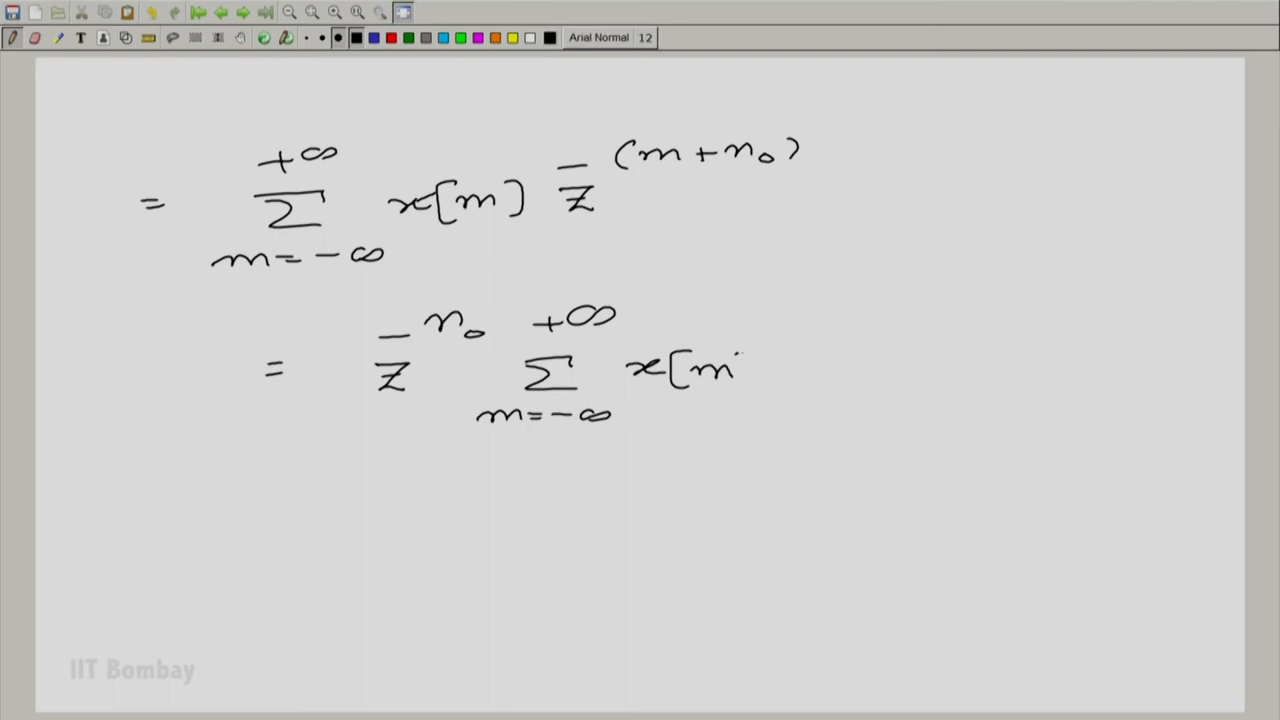 Arial Normal 12
= +∞ Σ m=-∞ x[m] z^-(m+n₀)
= z^-n₀ +∞ Σ m=-∞ x[m
IIT Bombay